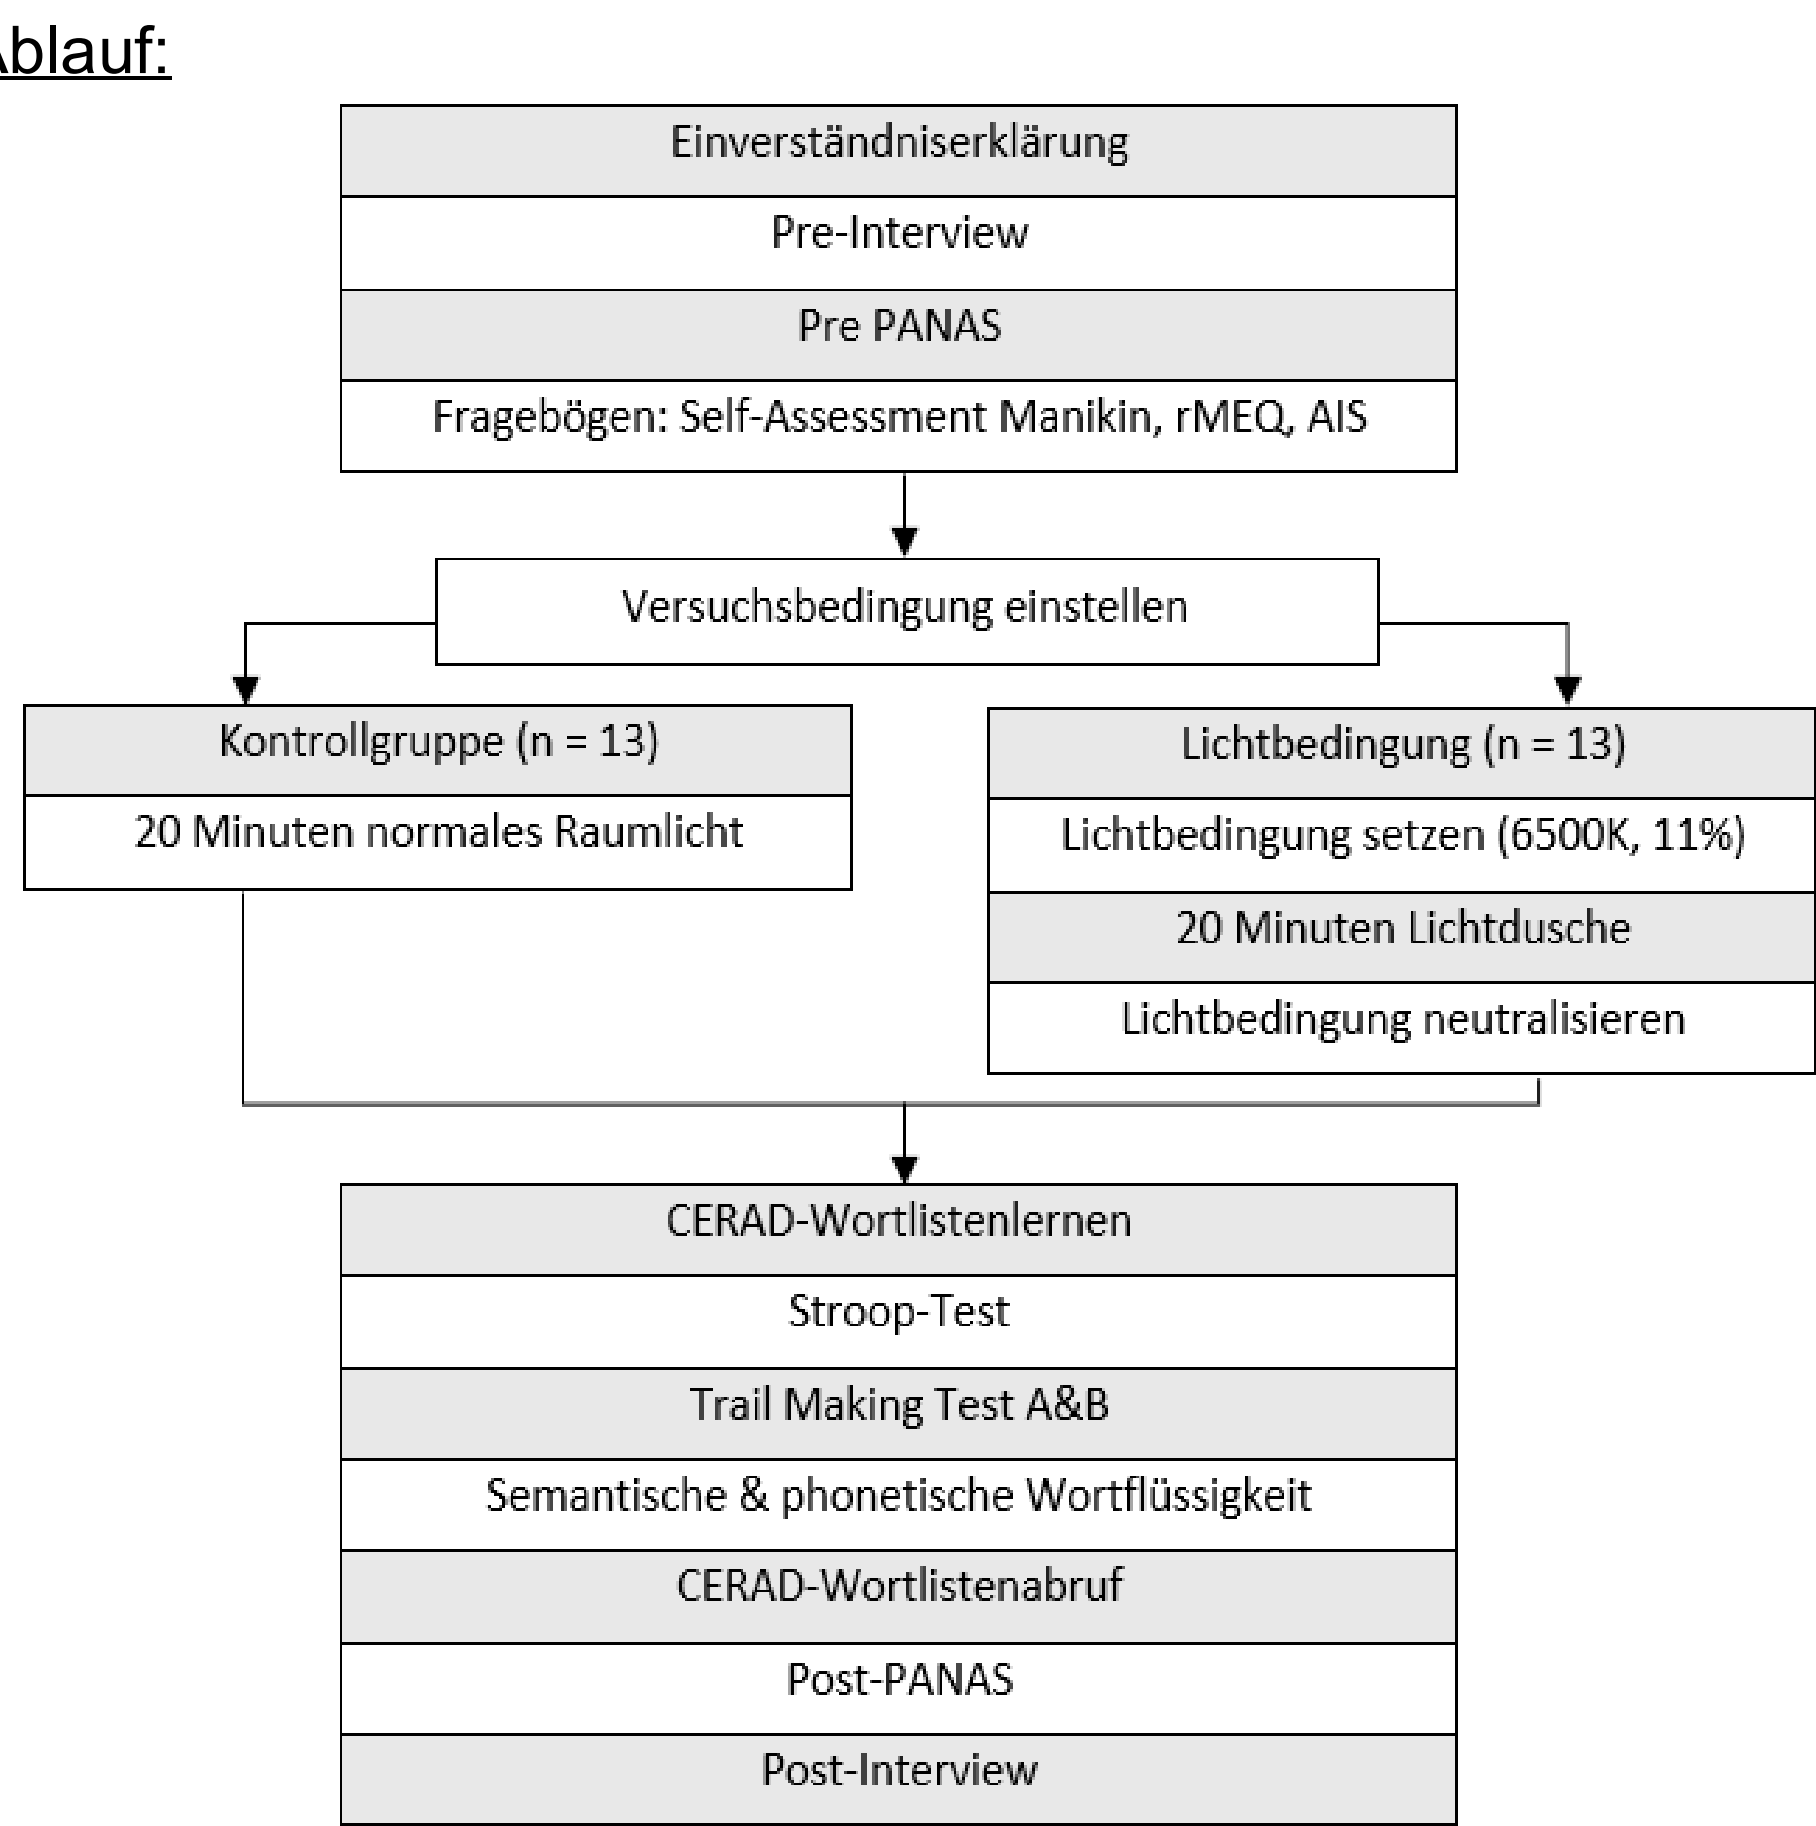 Ablauf:
Einverständniserklärung
Pre-Interview
Pre PANAS
Fragebögen: Self-Assessment Manikin, rMEQ, AIS
Versuchsbedingung einstellen
Kontrollgruppe (n = 13)
20 Minuten normales Raumlicht
Lichtbedingung (n = 13)
Lichtbedingung setzen (6500K, 11%)
20 Minuten Lichtdusche
Lichtbedingung neutralisieren
CERAD-Wortlistenlernen
Stroop-Test
Trail Making Test A&B
Semantische & phonetische Wortflüssigkeit
CERAD-Wortlistenabruf
Post-PANAS
Post-Interview